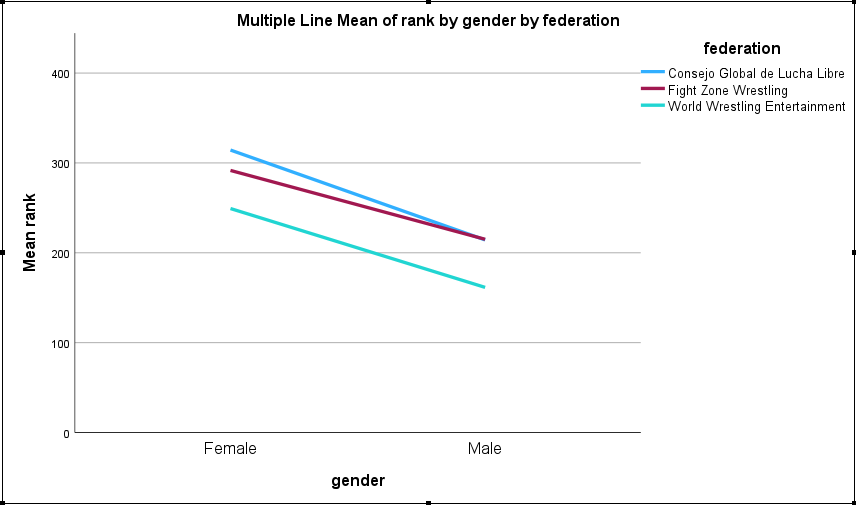 Multiple Line Mean of rank by gender by federation
federation
Consejo Global de Lucha Libre
Fight Zone Wrestling
World Wrestling Entertainment
Mean rank
400
300
200
100
0
Female
Male
gender